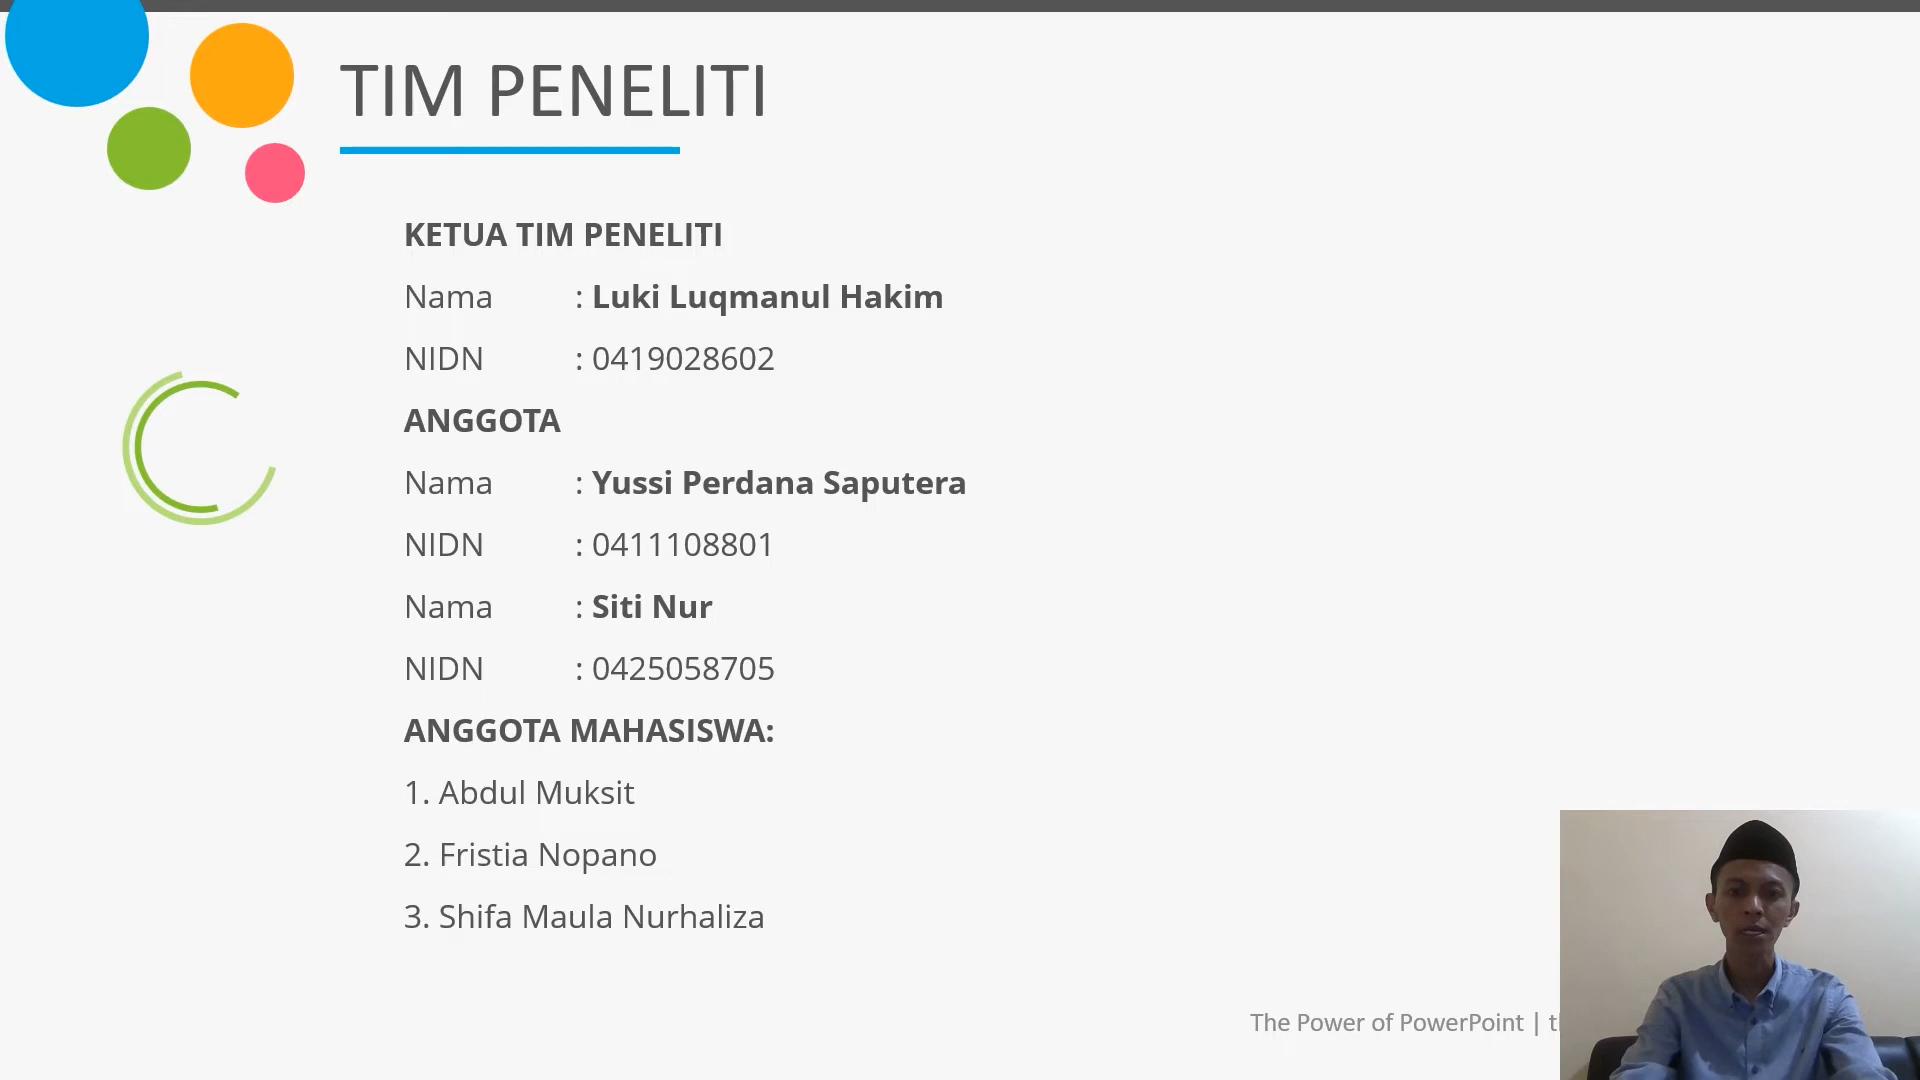 TIM PENELITI
KETUA TIM PENELITI
Nama : Luki Luqmanul Hakim
NIDN : 0419028602
ANGGOTA
Nama : Yussi Perdana Saputera
NIDN : 0411108801
Nama : Siti Nur
NIDN : 0425058705
ANGGOTA MAHASISWA:
1. Abdul Muksit
2. Fristia Nopano
3. Shifa Maula Nurhaliza
The Power of PowerPoint |